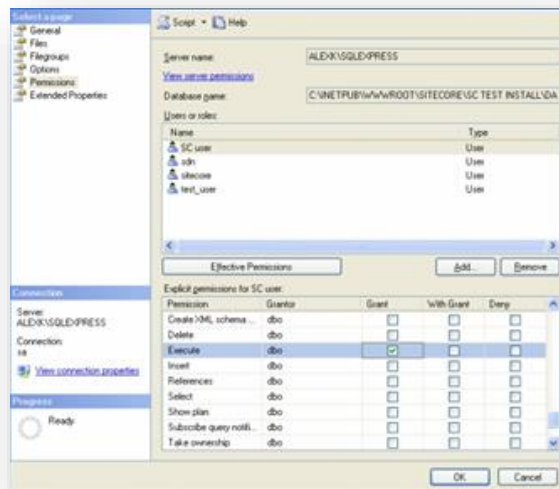 Select a page
General
Files
Filegroups
Options
Permissions
Extended Properties
Script
Help
Server name:
ALEXK\SQLEXPRESS
View server permissions
Database name:
C:\INETPUB\WWWROOT\SITECORE\SC TEST INSTALL\DA
Users or roles:
Name Type
SC user User
sdn User
sitecore User
test_user User
Effective Permissions
Add...
Remove
Connection
Server:
ALEXK\SQLEXPRESS
Connection:
sa
View connection properties
Progress
Ready
Explicit permissions for SC user:
Permission Grantor Grant With Grant Deny
Create XML schema ... dbo
Delete dbo
Execute dbo
Insert dbo
References dbo
Select dbo
Show plan dbo
Subscribe query notifi... dbo
Take ownership dbo
OK
Cancel